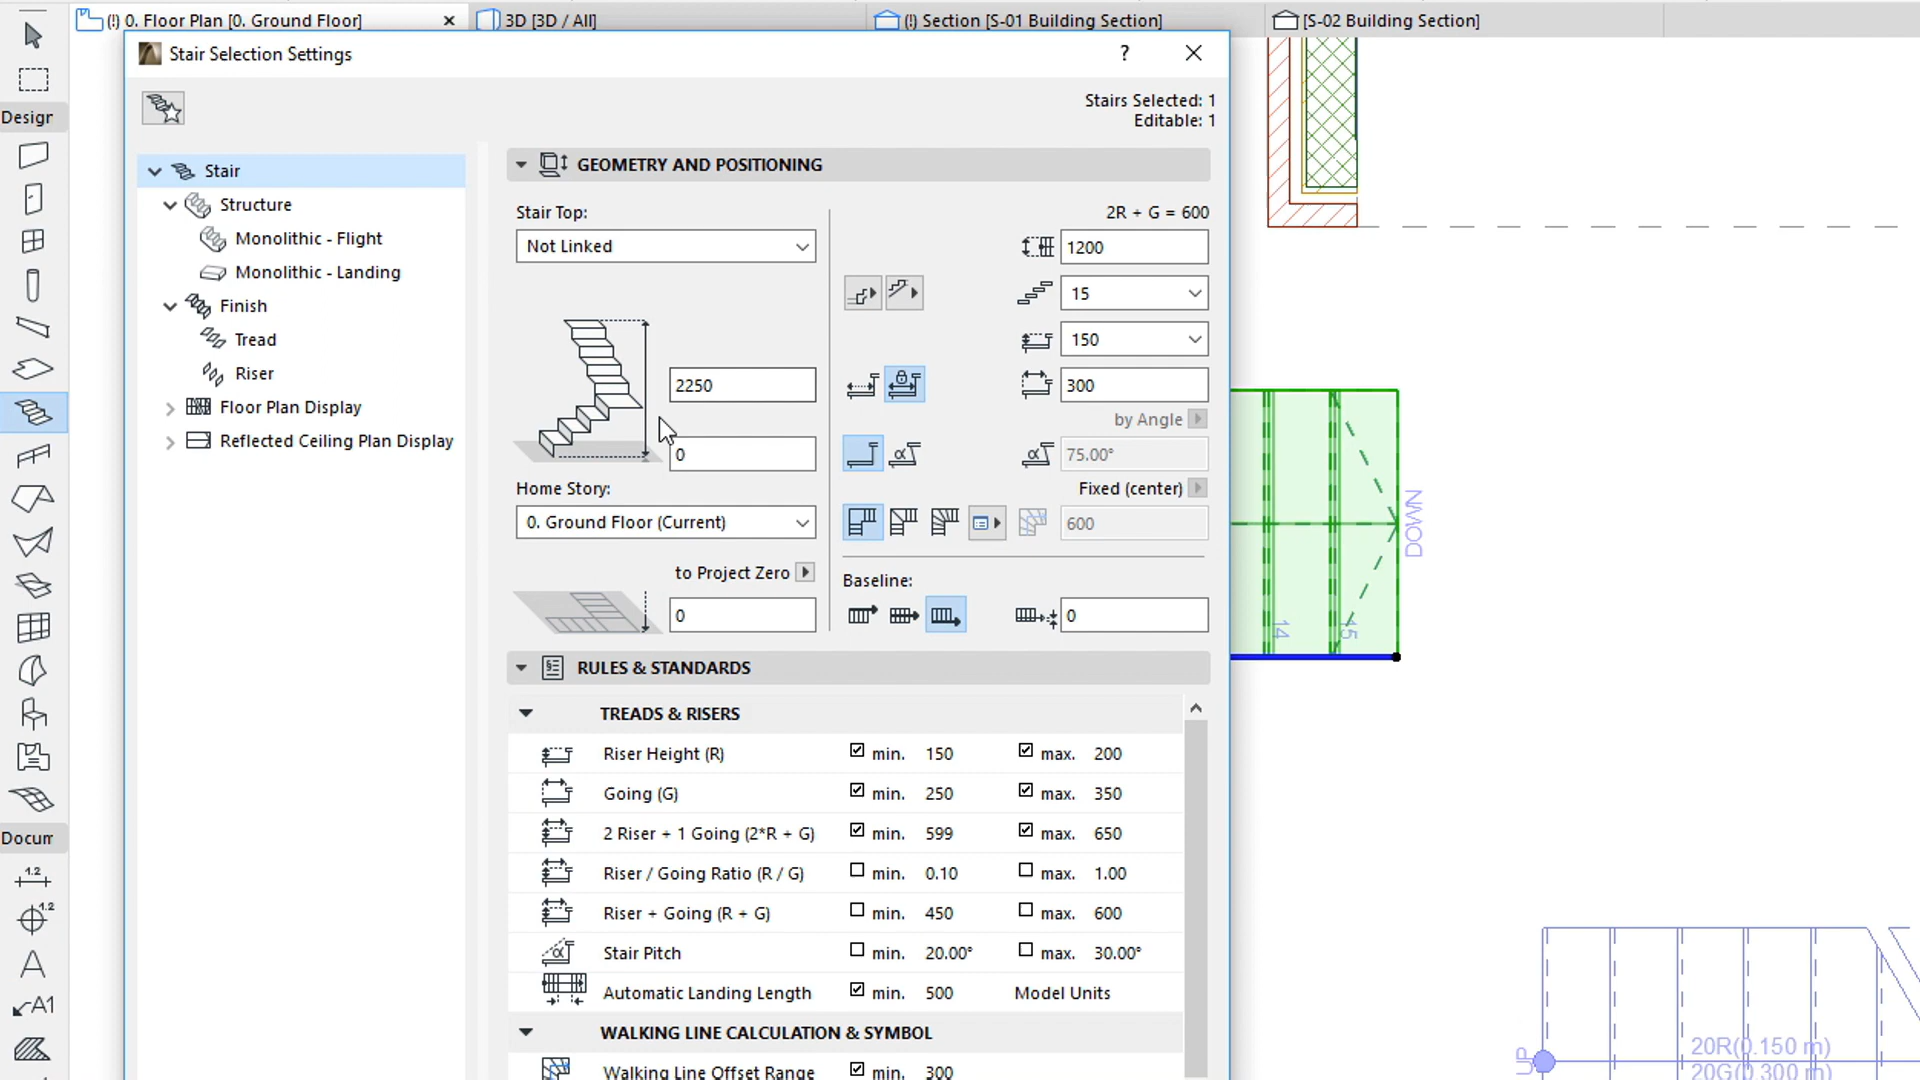 (!) 0. Floor Plan [0. Ground Floor]
3D [3D / All]
(!) Section [S-01 Building Section]
[S-02 Building Section]
Stair Selection Settings
?
Stairs Selected: 1
Editable: 1
Design
Stair
Structure
Monolithic - Flight
Monolithic - Landing
Finish
Tread
Riser
Floor Plan Display
Reflected Ceiling Plan Display
GEOMETRY AND POSITIONING
Stair Top:
Not Linked
2250
0
Home Story:
0. Ground Floor (Current)
to Project Zero
0
2R + G = 600
1200
15
150
300
by Angle
75.00°
Fixed (center)
600
Baseline:
0
RULES & STANDARDS
TREADS & RISERS
Riser Height (R) min. 150 max. 200
Going (G) min. 250 max. 350
2 Riser + 1 Going (2*R + G) min. 599 max. 650
Riser / Going Ratio (R / G) min. 0.10 max. 1.00
Riser + Going (R + G) min. 450 max. 600
Stair Pitch min. 20.00° max. 30.00°
Automatic Landing Length min. 500 Model Units
WALKING LINE CALCULATION & SYMBOL
Walking Line Offset Range min. 300
Docum
1.2
1.2
A
A1
DOWN
14
15
UP
20R(0.150 m)
20G(0.300 m)